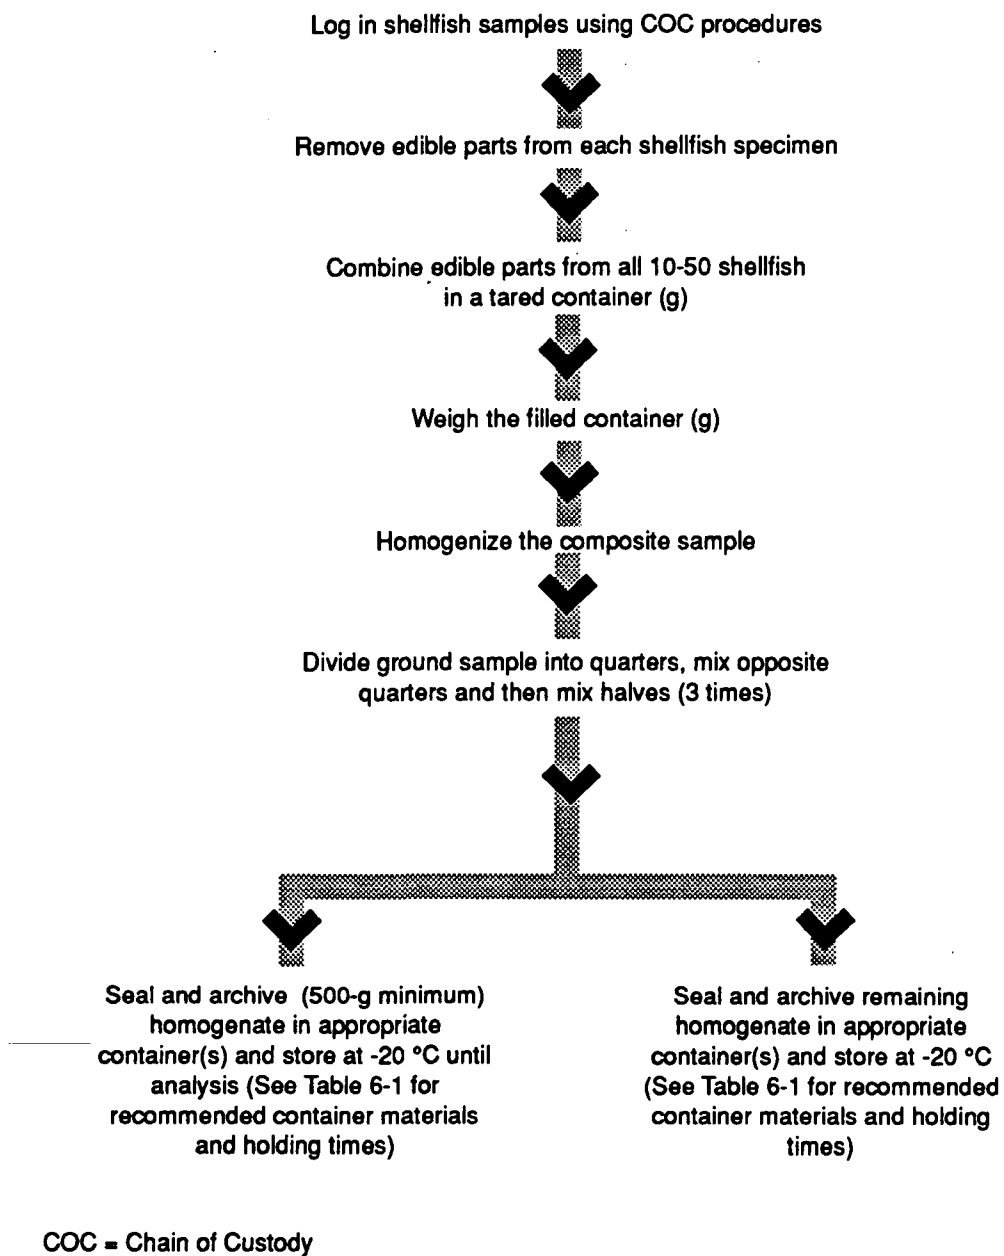 Log in shellfish samples using COC procedures
Remove edible parts from each shellfish specimen
Combine edible parts from all 10-50 shellfish
in a tared container (g)
Weigh the filled container (g)
Homogenize the composite sample
Divide ground sample into quarters, mix opposite
quarters and then mix halves (3 times)
Seal and archive (500-g minimum)
homogenate in appropriate
container(s) and store at -20 °C until
analysis (See Table 6-1 for
recommended container materials
and holding times)
Seal and archive remaining
homogenate in appropriate
container(s) and store at -20 °C
(See Table 6-1 for recommended
container materials and holding
times)
COC = Chain of Custody